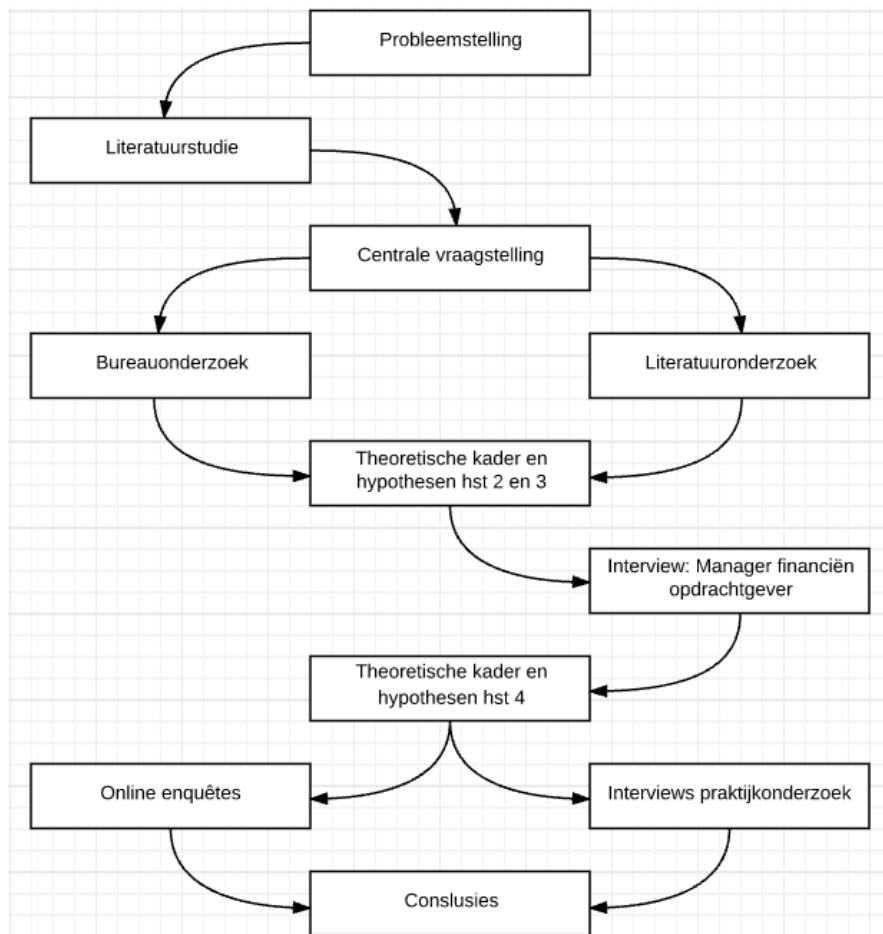 Probleemstelling
Literatuurstudie
Centrale vraagstelling
Bureauonderzoek
Literatuuronderzoek
Theoretische kader en
hypothesen hst 2 en 3
Interview: Manager financiën
opdrachtgever
Theoretische kader en
hypothesen hst 4
Online enquêtes
Interviews praktijkonderzoek
Conslusies